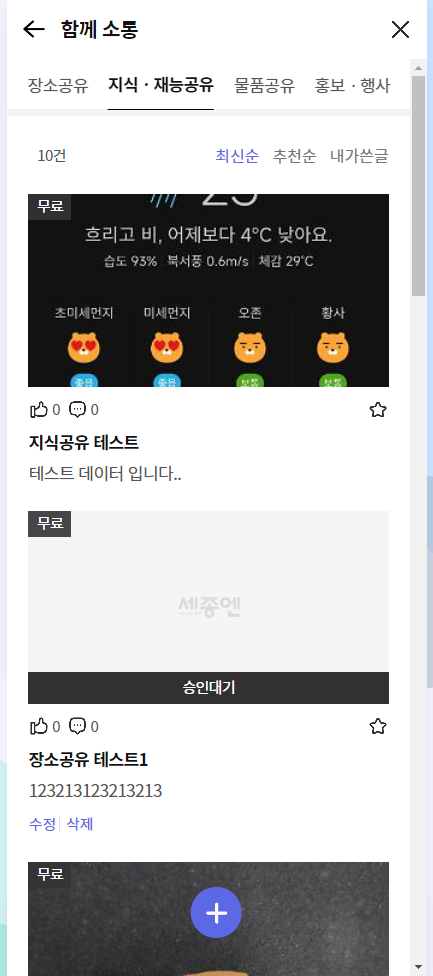 함께 소통
장소공유 지식 · 재능공유 물품공유 홍보 · 행사
10건 최신순 추천순 내가쓴글
무료
흐리고 비, 어제보다 4°C 낮아요.
습도 93% 북서풍 0.6m/s 체감 29°C
초미세먼지 미세먼지 오존 황사
좋음 좋음 보통 보통
0 0
지식공유 테스트
테스트 데이터 입니다..
무료
세종엔
승인대기
0 0
장소공유 테스트1
123213123213213
수정 삭제
무료